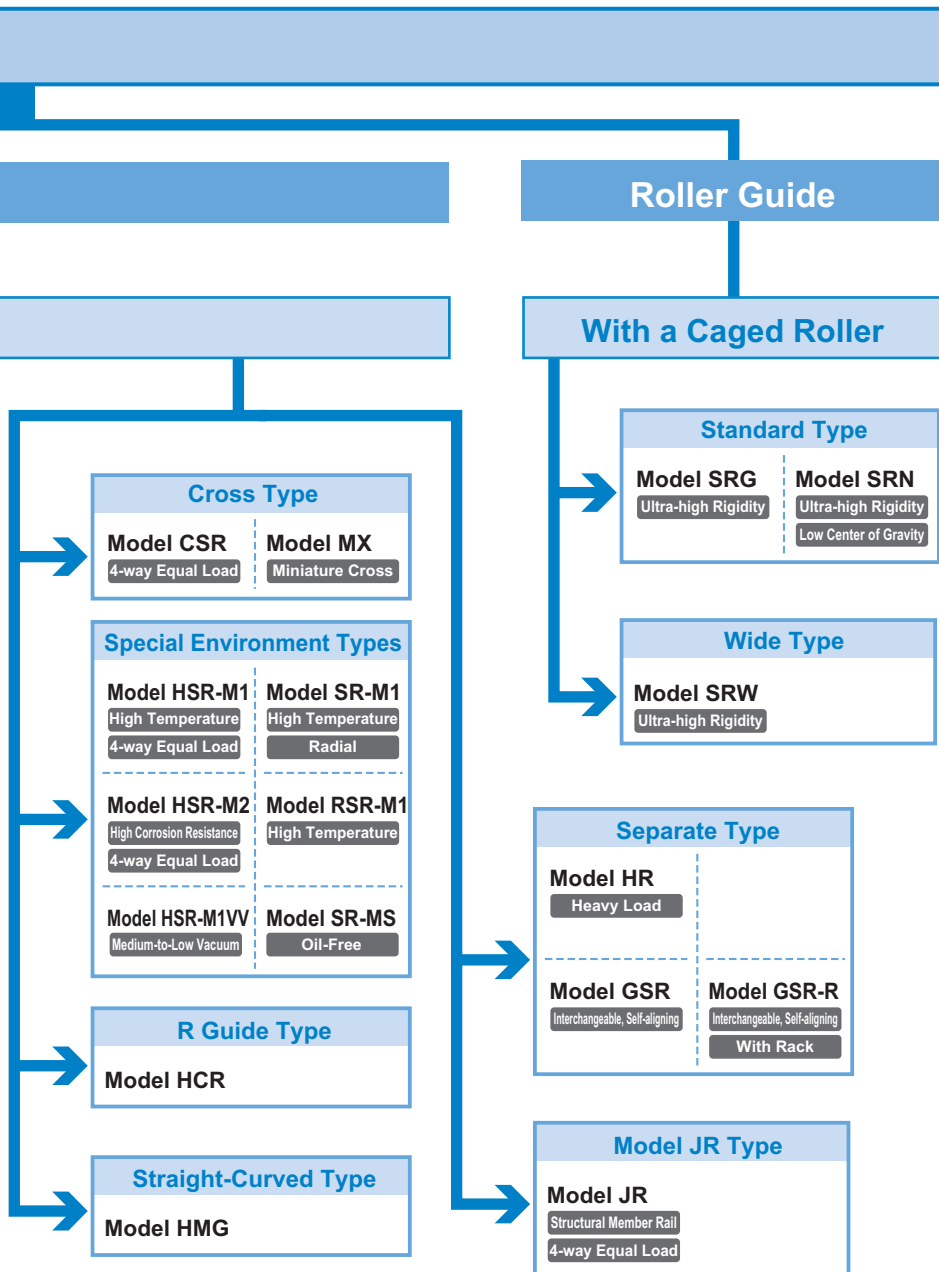 Roller Guide
With a Caged Roller
Standard Type
Model SRG
Ultra-high Rigidity
Model SRN
Ultra-high Rigidity
Low Center of Gravity
Wide Type
Model SRW
Ultra-high Rigidity
Cross Type
Model CSR
4-way Equal Load
Model MX
Miniature Cross
Special Environment Types
Model HSR-M1
High Temperature
4-way Equal Load
Model SR-M1
High Temperature
Radial
Model HSR-M2
High Corrosion Resistance
4-way Equal Load
Model RSR-M1
High Temperature
Model HSR-M1VV
Medium-to-Low Vacuum
Model SR-MS
Oil-Free
R Guide Type
Model HCR
Straight-Curved Type
Model HMG
Separate Type
Model HR
Heavy Load
Model GSR
Interchangeable, Self-aligning
Model GSR-R
Interchangeable, Self-aligning
With Rack
Model JR Type
Model JR
Structural Member Rail
4-way Equal Load